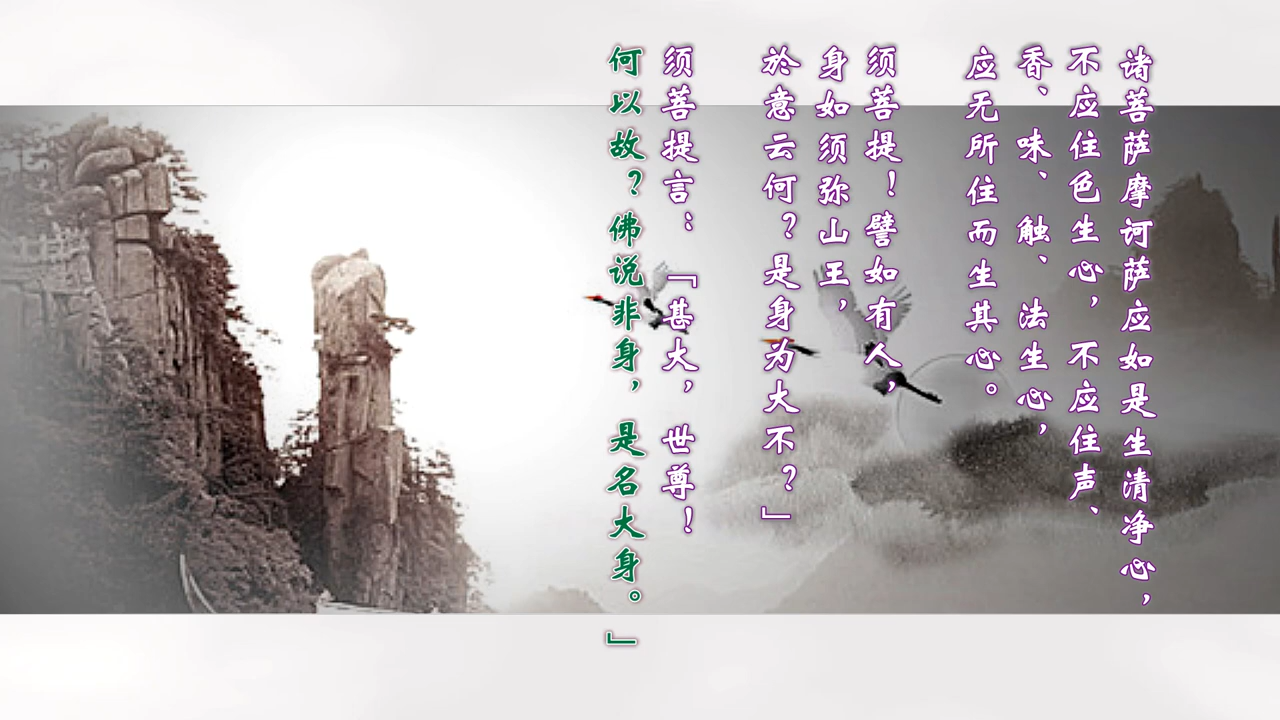 诸菩萨摩诃萨应如是生清净心，
不应住色生心，不应住声、
香、味、触、法生心，
应无所住而生其心。
须菩提！譬如有人，
身如须弥山王，
於意云何？是身为大不？」
须菩提言：「甚大，世尊！
何以故？佛说非身，是名大身。」